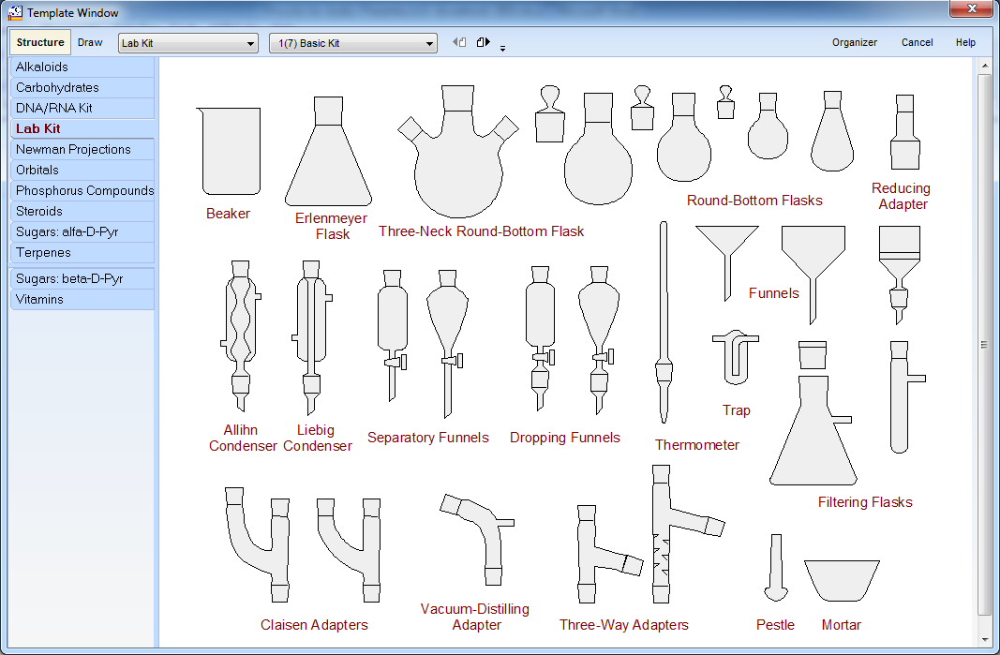 Template Window
Structure Draw Lab Kit 1(7) Basic Kit Organizer Cancel Help
Alkaloids
Carbohydrates
DNA/RNA Kit
Lab Kit
Newman Projections
Orbitals
Phosphorus Compounds
Steroids
Sugars: alfa-D-Pyr
Terpenes
Sugars: beta-D-Pyr
Vitamins
Beaker
Erlenmeyer
Flask
Three-Neck Round-Bottom Flask
Round-Bottom Flasks
Reducing
Adapter
Funnels
Allihn
Condenser
Liebig
Condenser
Separatory Funnels
Dropping Funnels
Thermometer
Trap
Filtering Flasks
Claisen Adapters
Vacuum-Distilling
Adapter
Three-Way Adapters
Pestle
Mortar